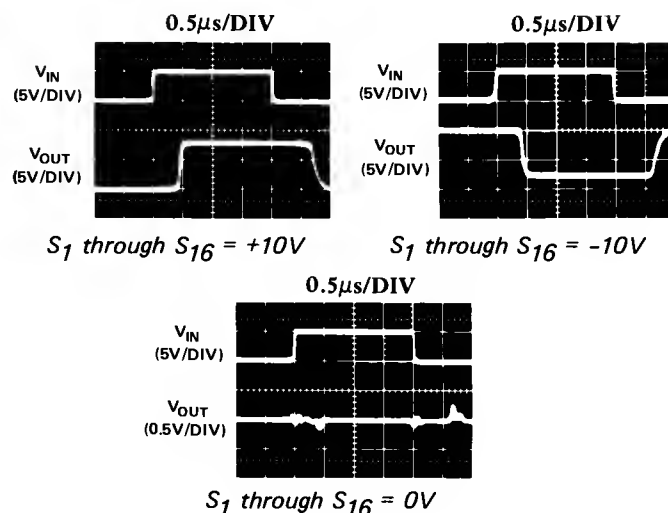 0.5μs/DIV
V_IN
(5V/DIV)
V_OUT
(5V/DIV)
S_1 through S_16 = +10V
0.5μs/DIV
V_IN
(5V/DIV)
V_OUT
(5V/DIV)
S_1 through S_16 = -10V
0.5μs/DIV
V_IN
(5V/DIV)
V_OUT
(0.5V/DIV)
S_1 through S_16 = 0V